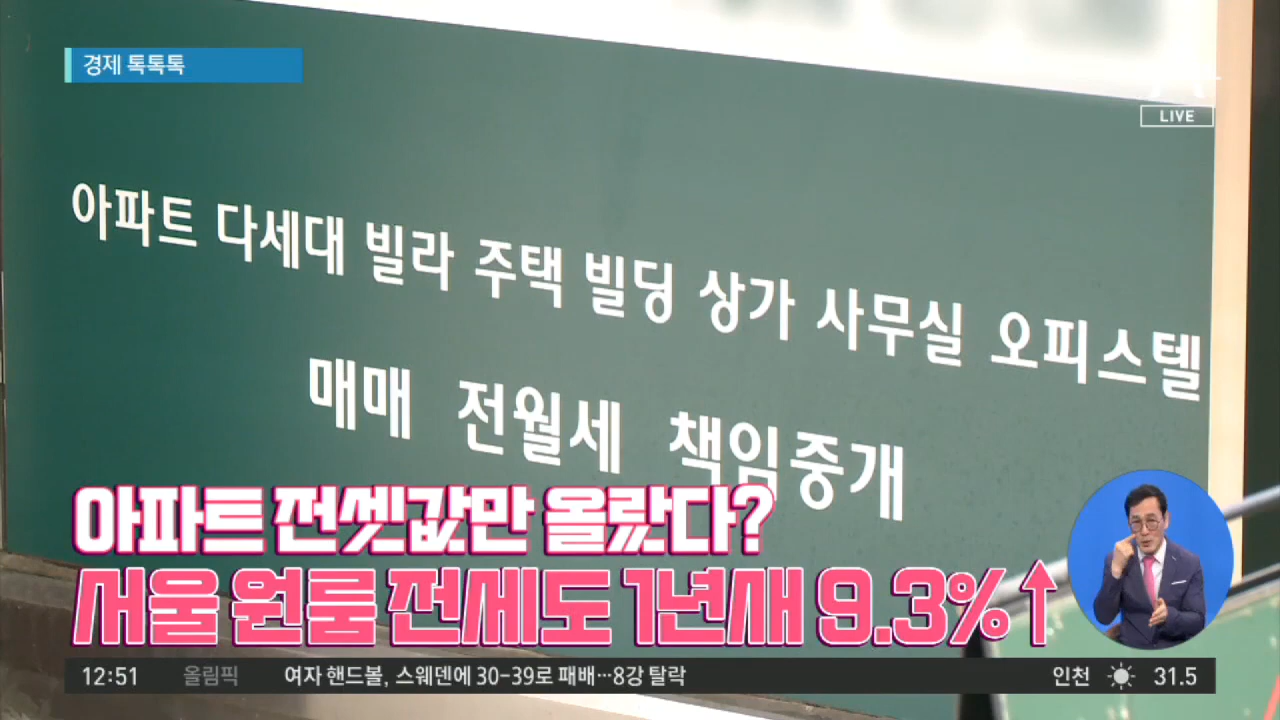 경제 톡톡톡
LIVE
아파트 다세대 빌라 주택 빌딩 상가 사무실 오피스텔
매매 전월세 책임중개
아파트 전셋값만 올랐다?
서울 원룸 전세도 1년새 9.3%↑
12:51 올림픽 여자 핸드볼, 스웨덴에 30-39로 패배…8강 탈락 인천 31.5